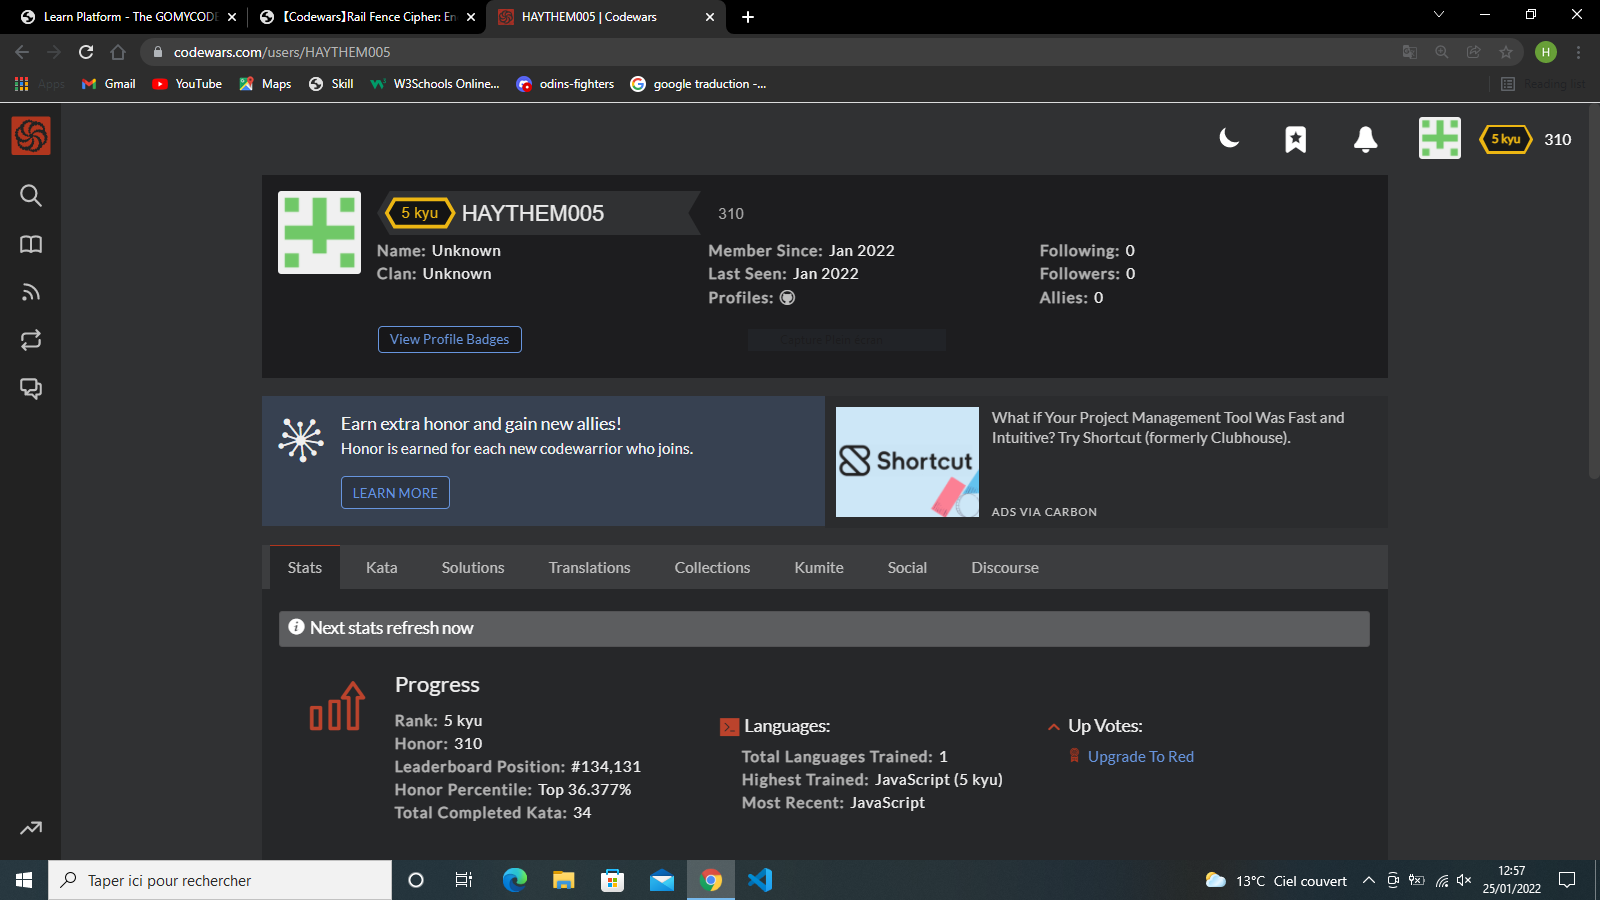 Learn Platform - The GOMYCODE
【Codewars】Rail Fence Cipher: En
HAYTHEM005 | Codewars
codewars.com/users/HAYTHEM005
H
Apps
Gmail
YouTube
Maps
Skill
W3Schools Online...
odins-fighters
google traduction -...
Reading list
5 kyu
310
5 kyu
HAYTHEM005
310
Name: Unknown
Member Since: Jan 2022
Following: 0
Clan: Unknown
Last Seen: Jan 2022
Followers: 0
Profiles:
Allies: 0
View Profile Badges
Earn extra honor and gain new allies!
Honor is earned for each new codewarrior who joins.
LEARN MORE
Shortcut
What if Your Project Management Tool Was Fast and
Intuitive? Try Shortcut (formerly Clubhouse).
ADS VIA CARBON
Stats
Kata
Solutions
Translations
Collections
Kumite
Social
Discourse
Next stats refresh now
Progress
Rank: 5 kyu
Honor: 310
Leaderboard Position: #134,131
Honor Percentile: Top 36.377%
Total Completed Kata: 34
Languages:
Total Languages Trained: 1
Highest Trained: JavaScript (5 kyu)
Most Recent: JavaScript
Up Votes:
Upgrade To Red
Taper ici pour rechercher
13°C Ciel couvert
12:57
25/01/2022